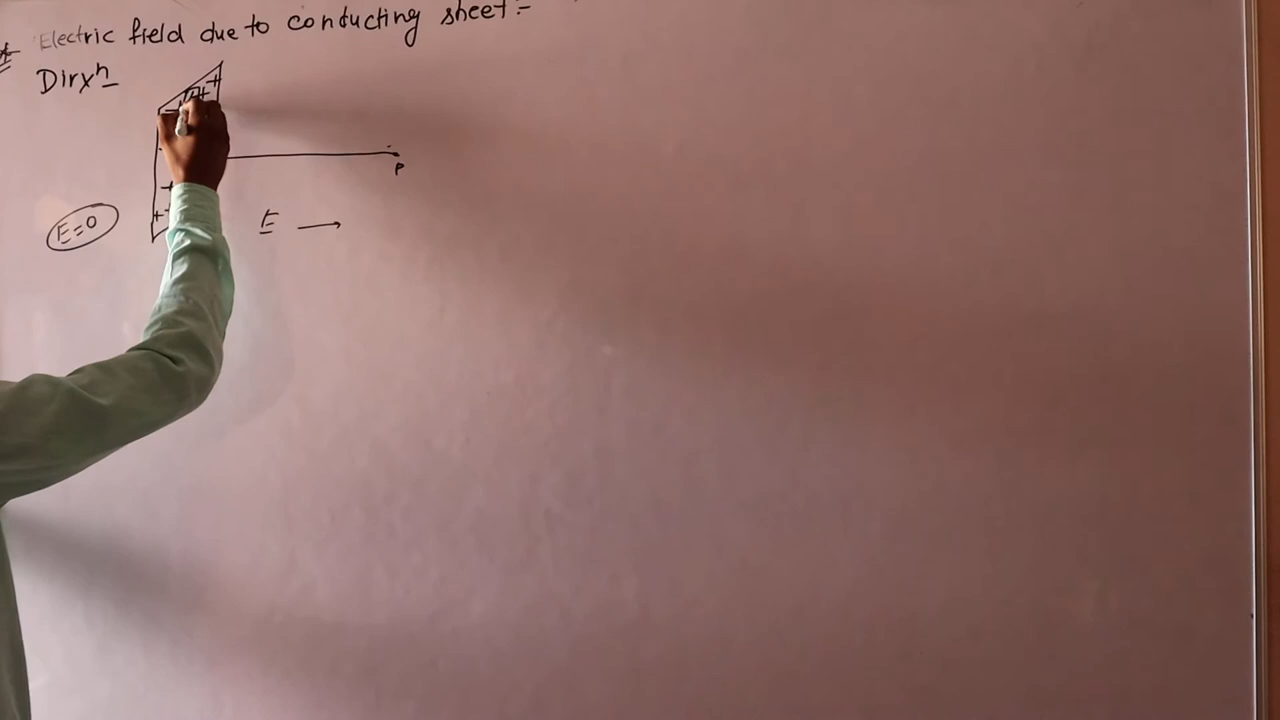 * Electric field due to conducting sheet :-
Dirxⁿ
P
E=0
E →